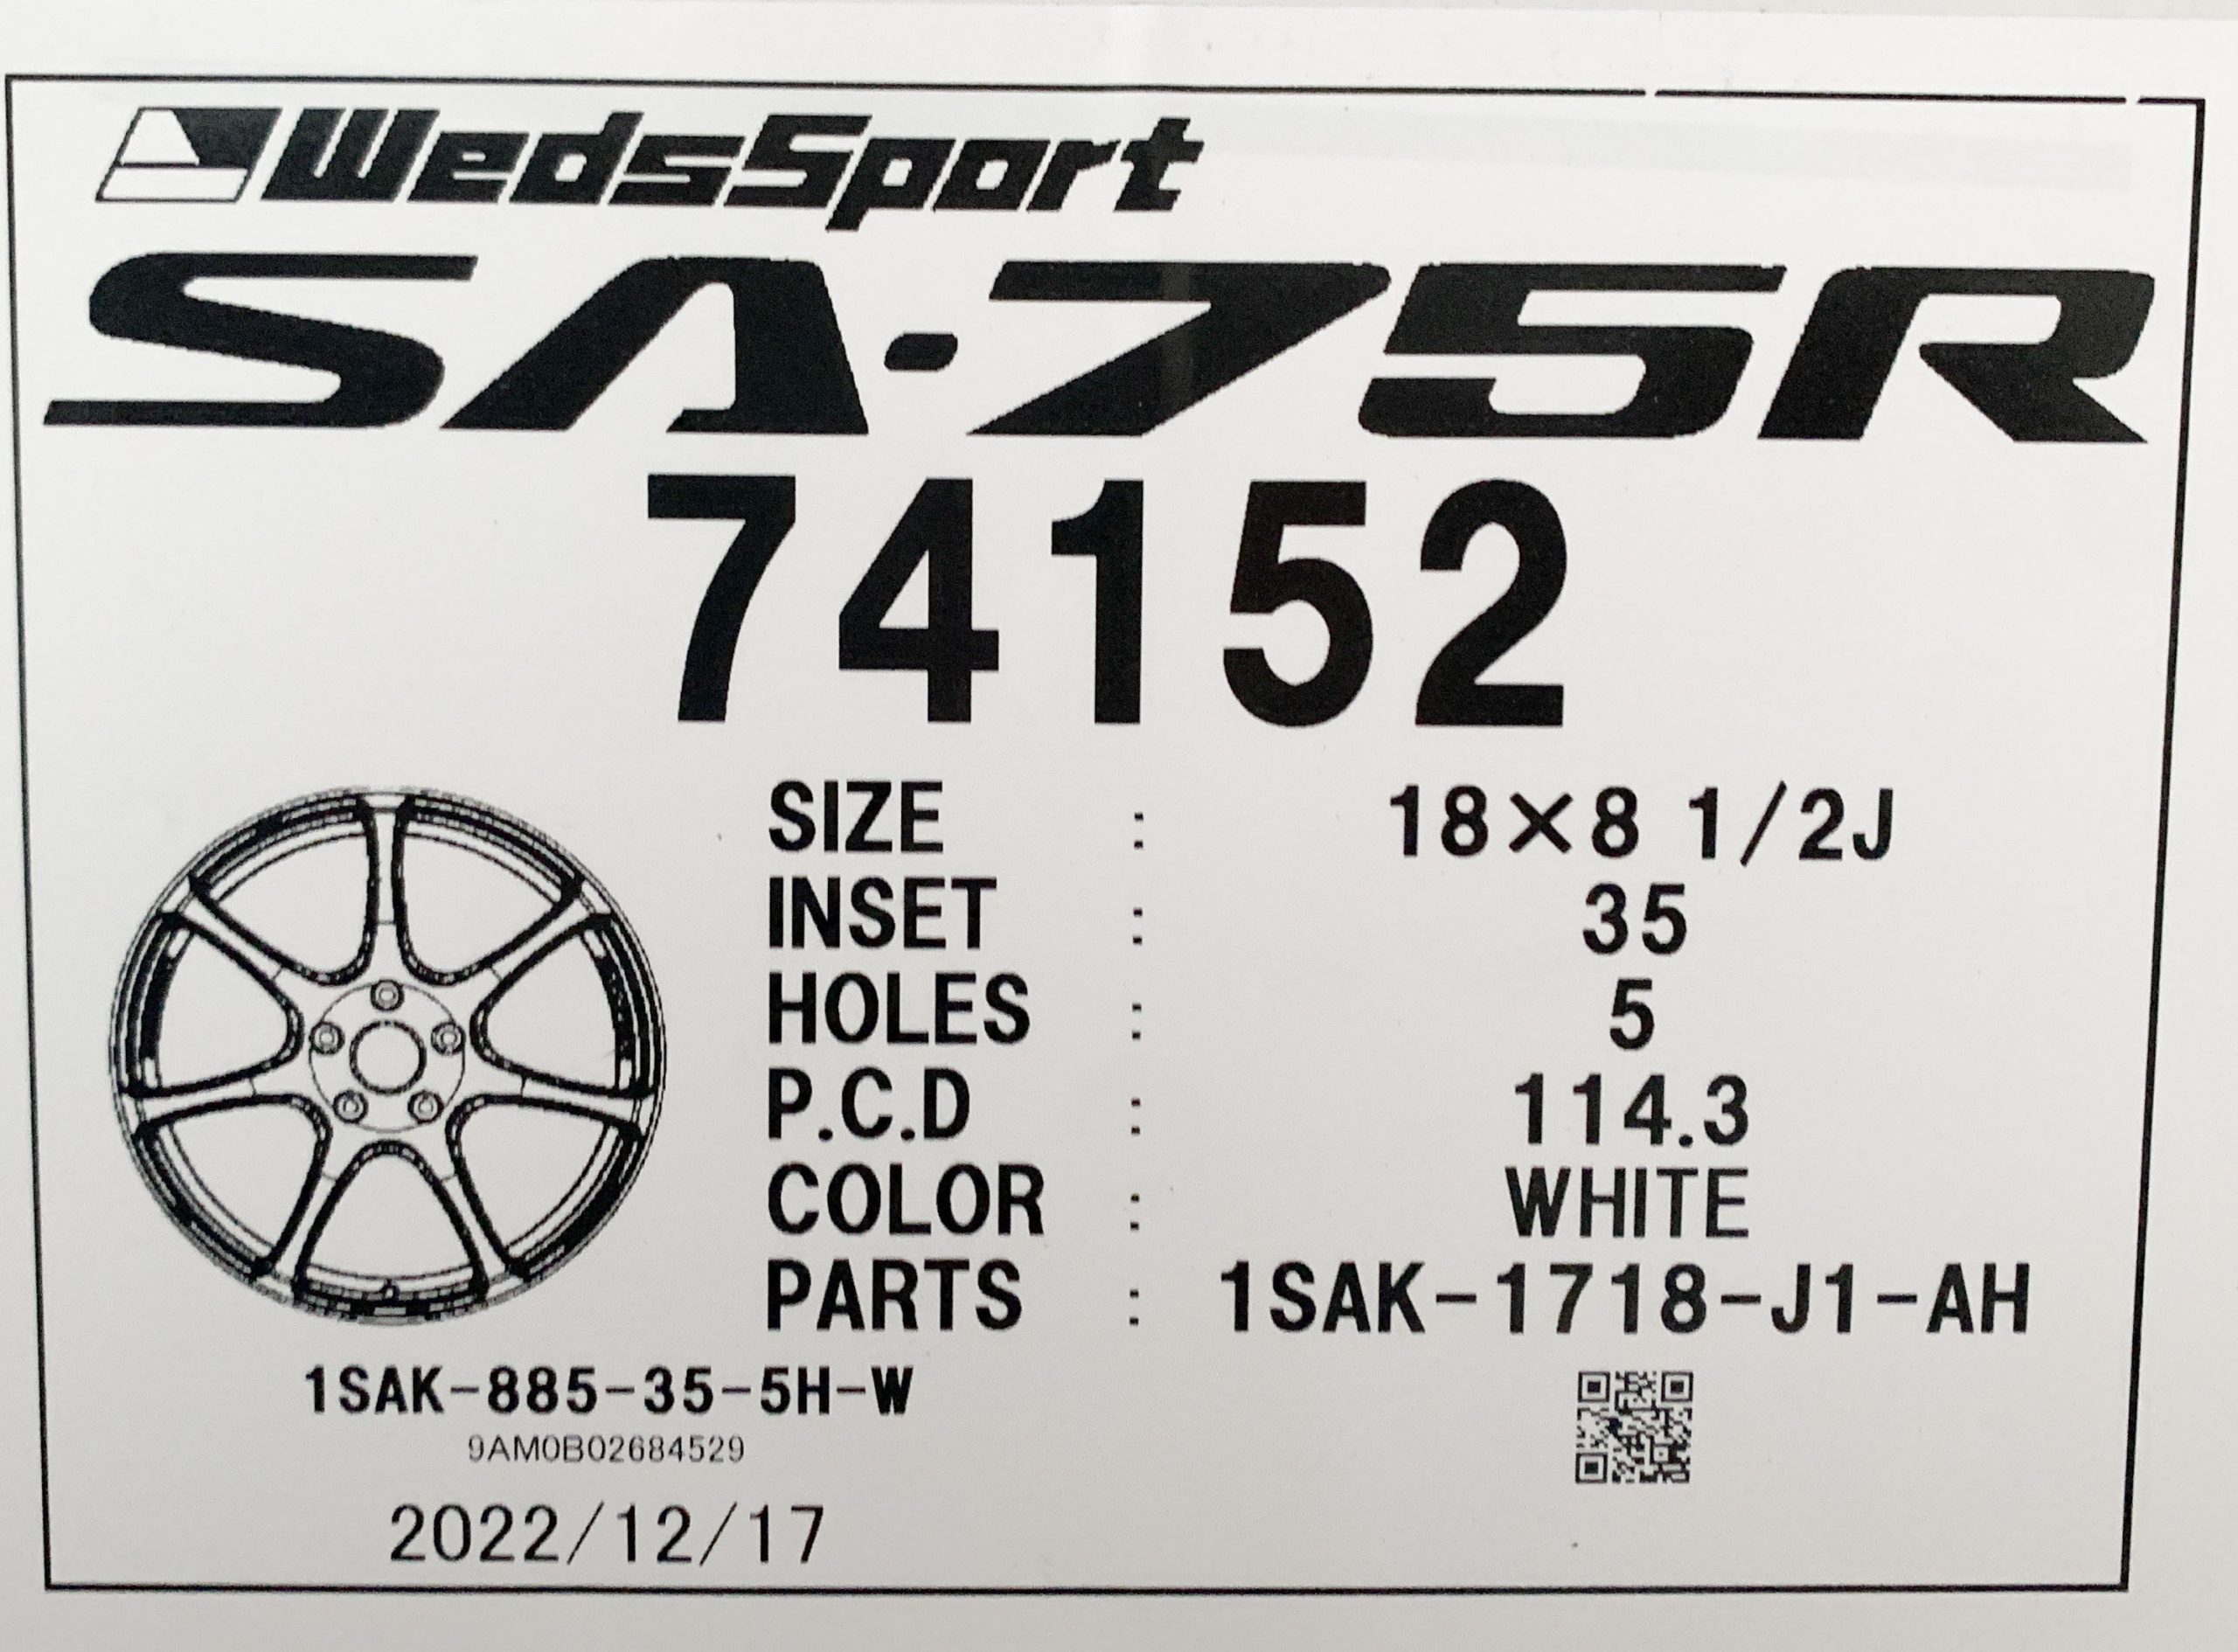 WedsSport
SA-75R
74152
SIZE : 18×8 1/2J
INSET : 35
HOLES : 5
P.C.D : 114.3
COLOR : WHITE
PARTS : 1SAK-1718-J1-AH
1SAK-885-35-5H-W
9AM0B02684529
2022/12/17